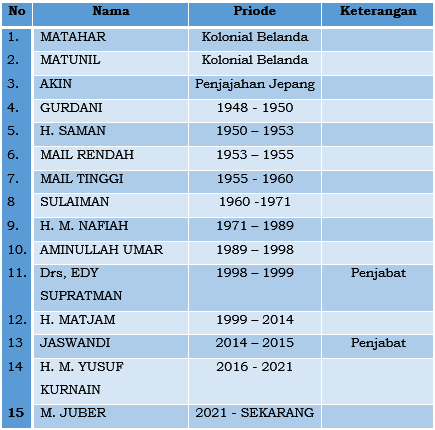 No Nama Priode Keterangan
1. MATAHAR Kolonial Belanda
2. MATUNIL Kolonial Belanda
3. AKIN Penjajahan Jepang
4. GURDANI 1948 - 1950
5. H. SAMAN 1950 – 1953
6. MAIL RENDAH 1953 – 1955
7. MAIL TINGGI 1955 - 1960
8 SULAIMAN 1960 -1971
9. H. M. NAFIAH 1971 – 1989
10. AMINULLAH UMAR 1989 – 1998
11. Drs, EDY 1998 – 1999 Penjabat
SUPRATMAN
12. H. MATJAM 1999 – 2014
13 JASWANDI 2014 – 2015 Penjabat
14 H. M. YUSUF 2016 - 2021
KURNAIN
15 M. JUBER 2021 - SEKARANG